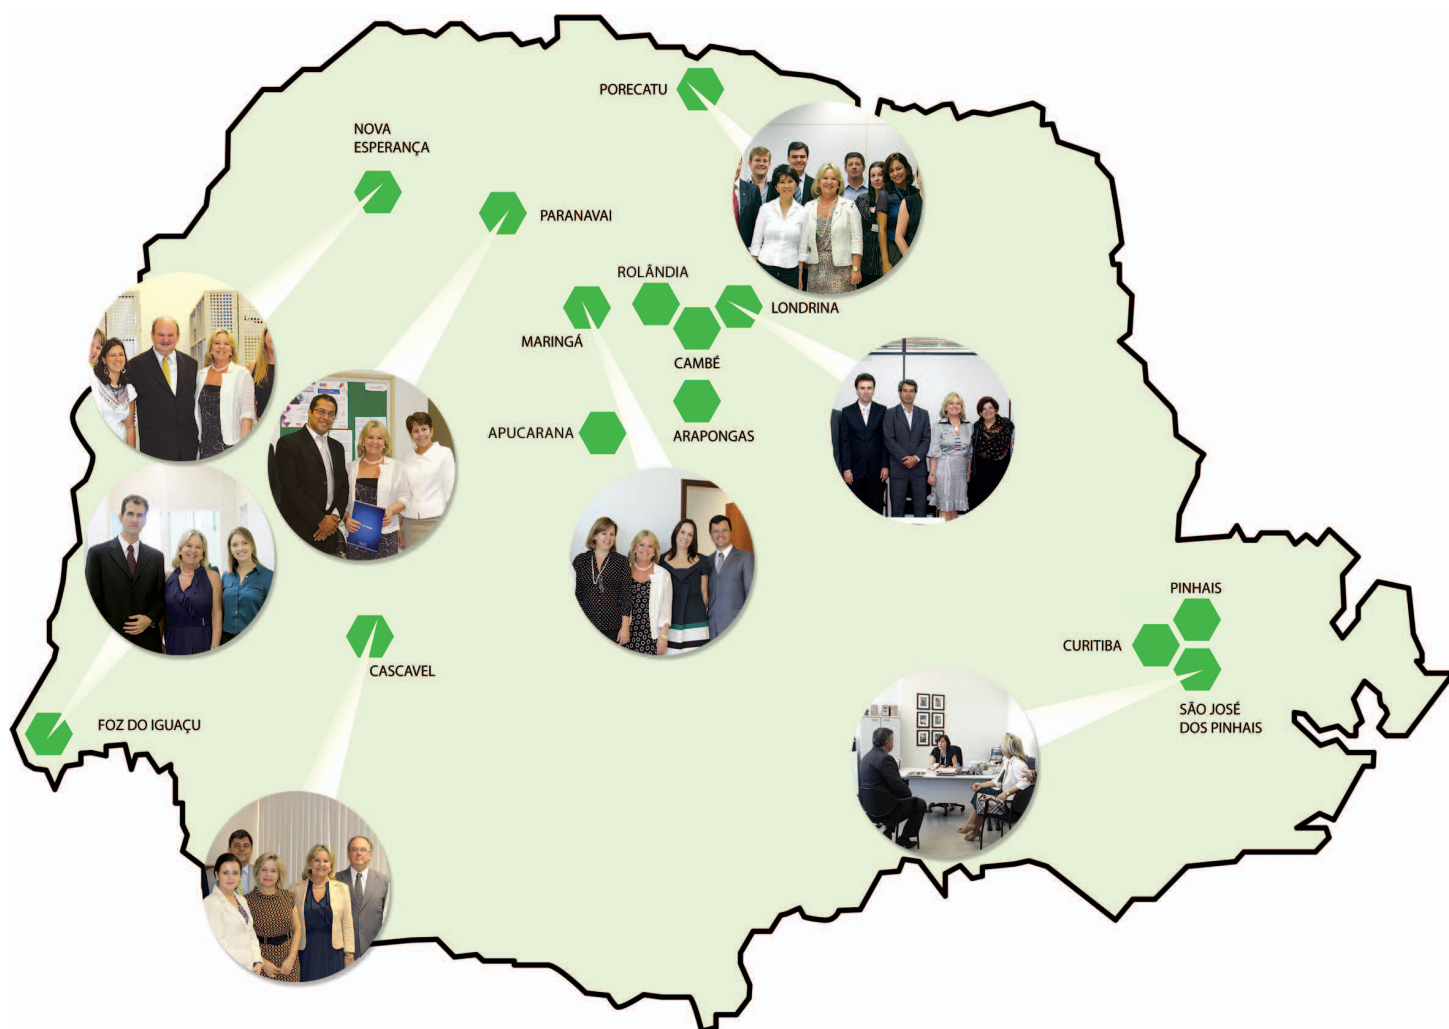 PORECATU
NOVA
ESPERANÇA
PARANAVAI
ROLÂNDIA
LONDRINA
MARINGÁ
CAMBÉ
APUCARANA
ARAPONGAS
PINHAIS
CURITIBA
CASCAVEL
SÃO JOSÉ
DOS PINHAIS
FOZ DO IGUAÇU